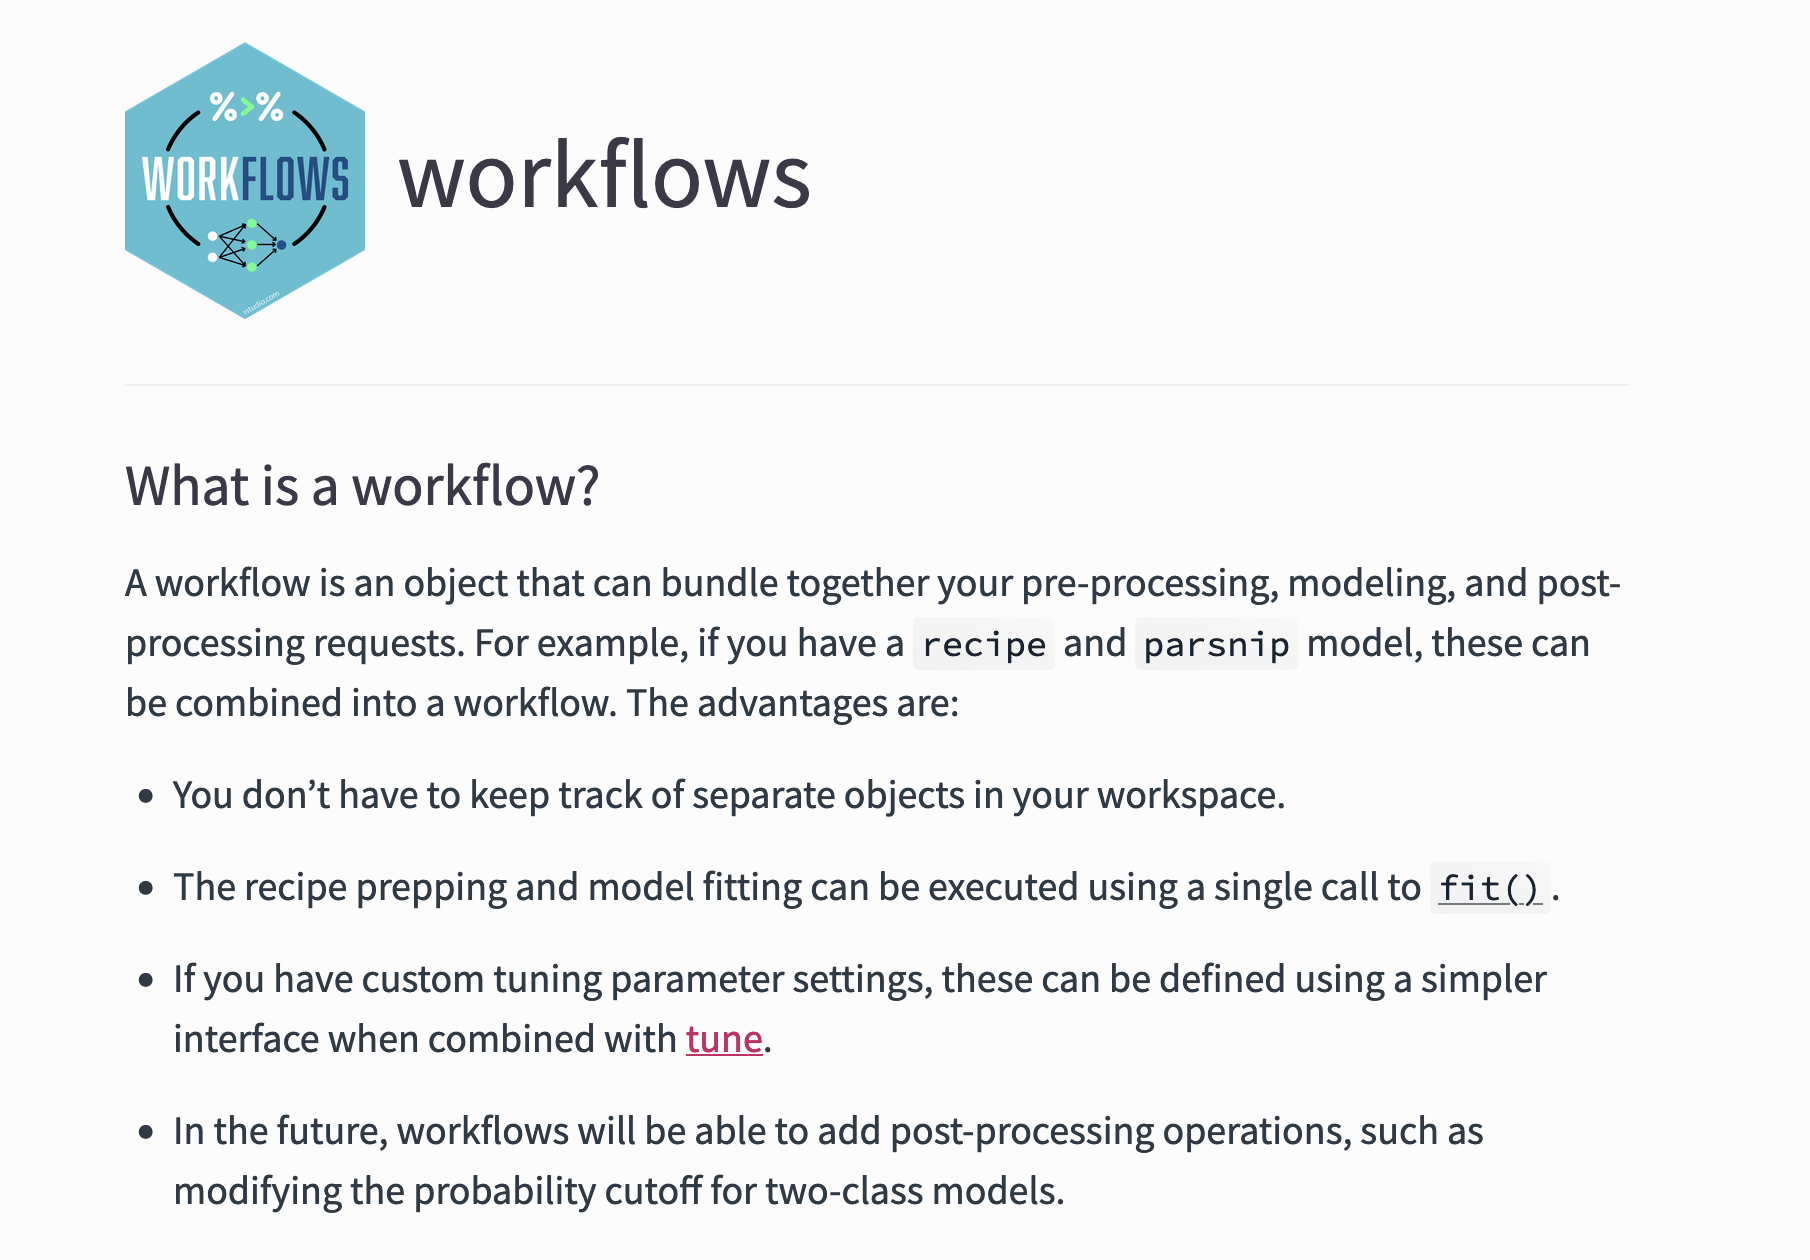 %>%
WORKFLOWS
rstudio.com
workflows
What is a workflow?
A workflow is an object that can bundle together your pre-processing, modeling, and post-
processing requests. For example, if you have a recipe and parsnip model, these can
be combined into a workflow. The advantages are:
• You don’t have to keep track of separate objects in your workspace.
• The recipe prepping and model fitting can be executed using a single call to fit().
• If you have custom tuning parameter settings, these can be defined using a simpler
interface when combined with tune.
• In the future, workflows will be able to add post-processing operations, such as
modifying the probability cutoff for two-class models.